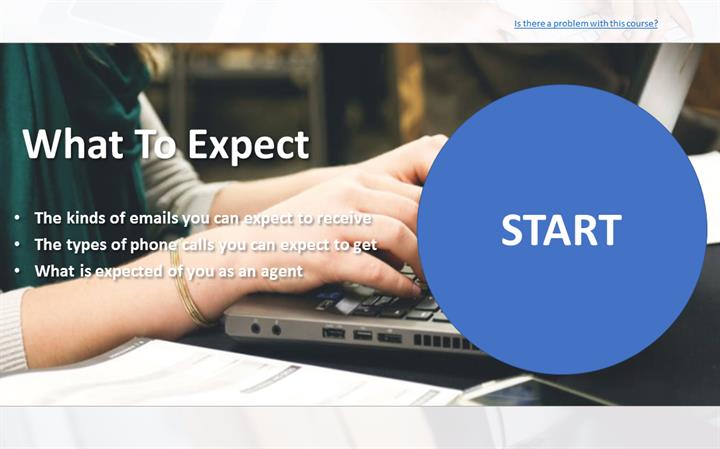 Is there a problem with this course?
What To Expect
• The kinds of emails you can expect to receive
• The types of phone calls you can expect to get
• What is expected of you as an agent
START